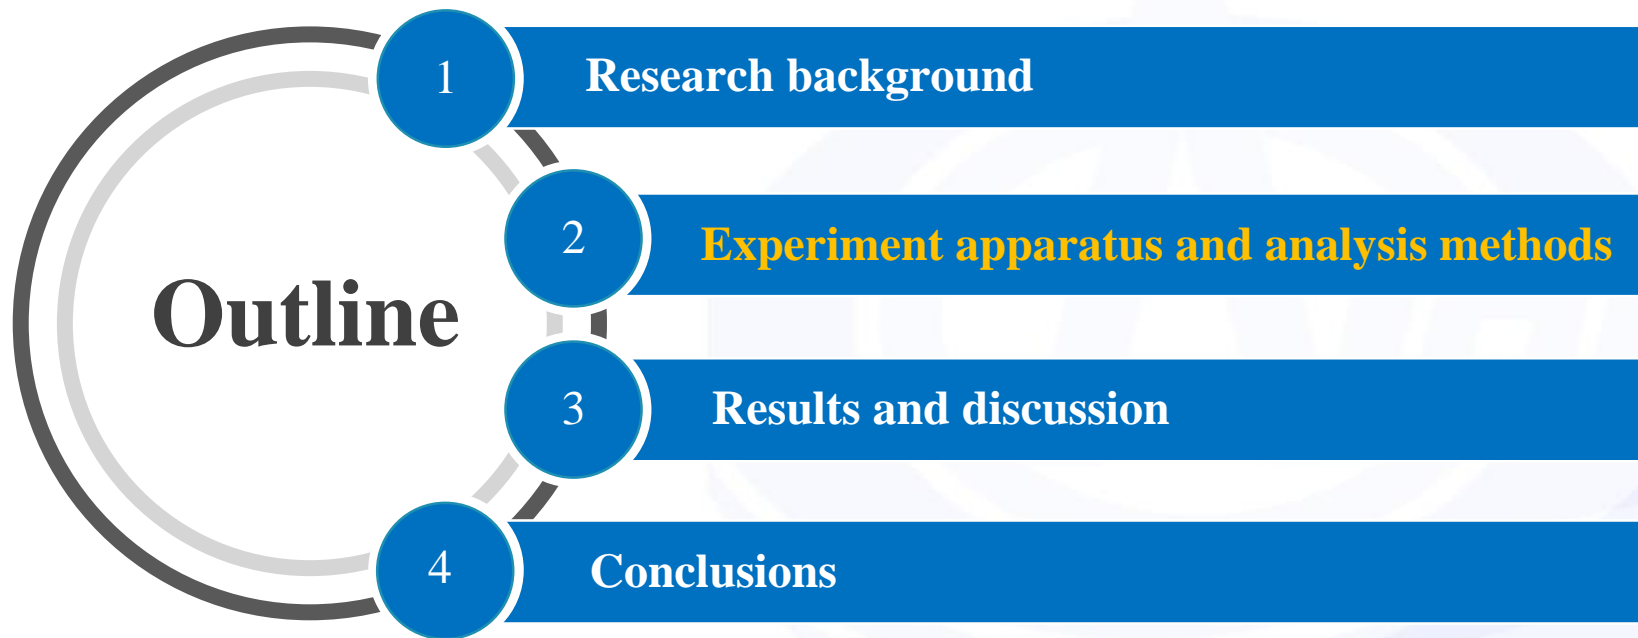 Outline
1
Research background
2
Experiment apparatus and analysis methods
3
Results and discussion
4
Conclusions